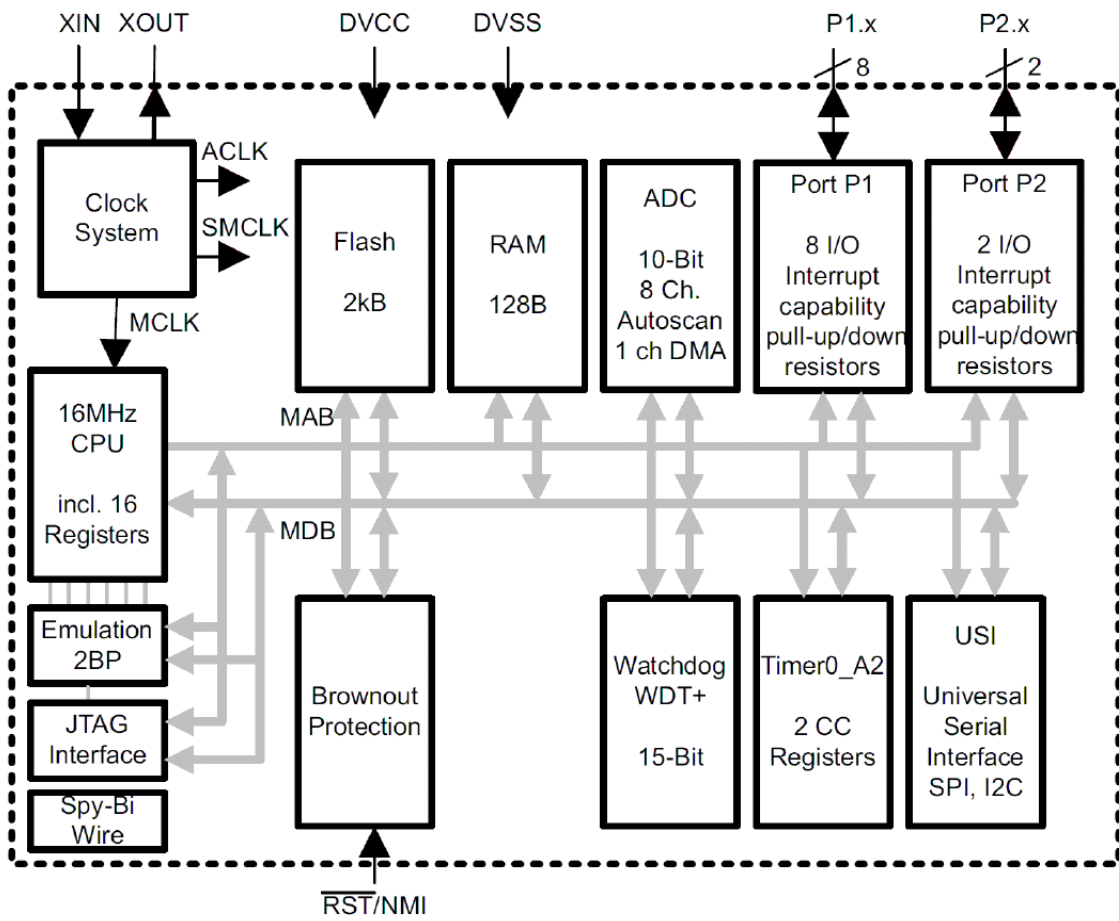 XIN
XOUT
DVCC
DVSS
P1.x
P2.x
8
2
Clock
System
ACLK
SMCLK
MCLK
Flash
2kB
RAM
128B
ADC
10-Bit
8 Ch.
Autoscan
1 ch DMA
Port P1
8 I/O
Interrupt
capability
pull-up/down
resistors
Port P2
2 I/O
Interrupt
capability
pull-up/down
resistors
16MHz
CPU
incl. 16
Registers
MAB
MDB
Emulation
2BP
JTAG
Interface
Spy-Bi
Wire
Brownout
Protection
Watchdog
WDT+
15-Bit
Timer0_A2
2 CC
Registers
USI
Universal
Serial
Interface
SPI, I2C
RST/NMI